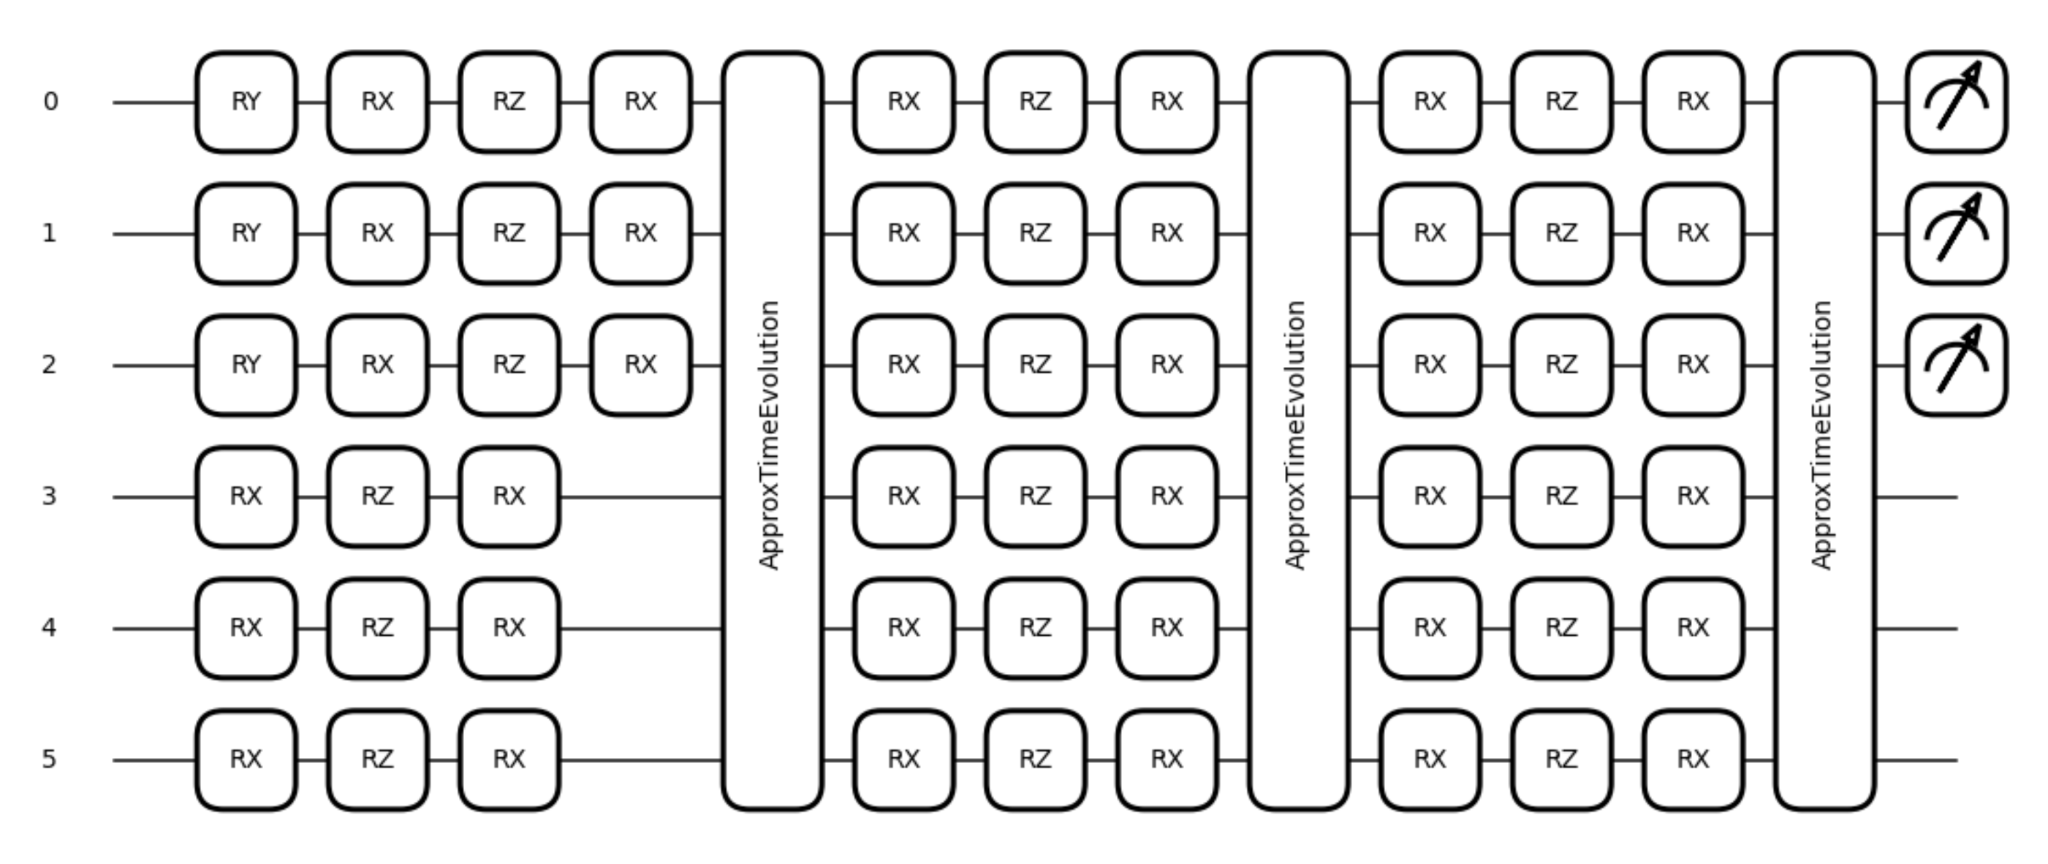 0 RY RX RZ RX RX RZ RX RX RZ RX
1 RY RX RZ RX RX RZ RX RX RZ RX
2 RY RX RZ RX RX RZ RX RX RZ RX
3 RX RZ RX RX RZ RX RX RZ RX
4 RX RZ RX RX RZ RX RX RZ RX
5 RX RZ RX RX RZ RX RX RZ RX
ApproxTimeEvolution
ApproxTimeEvolution
ApproxTimeEvolution